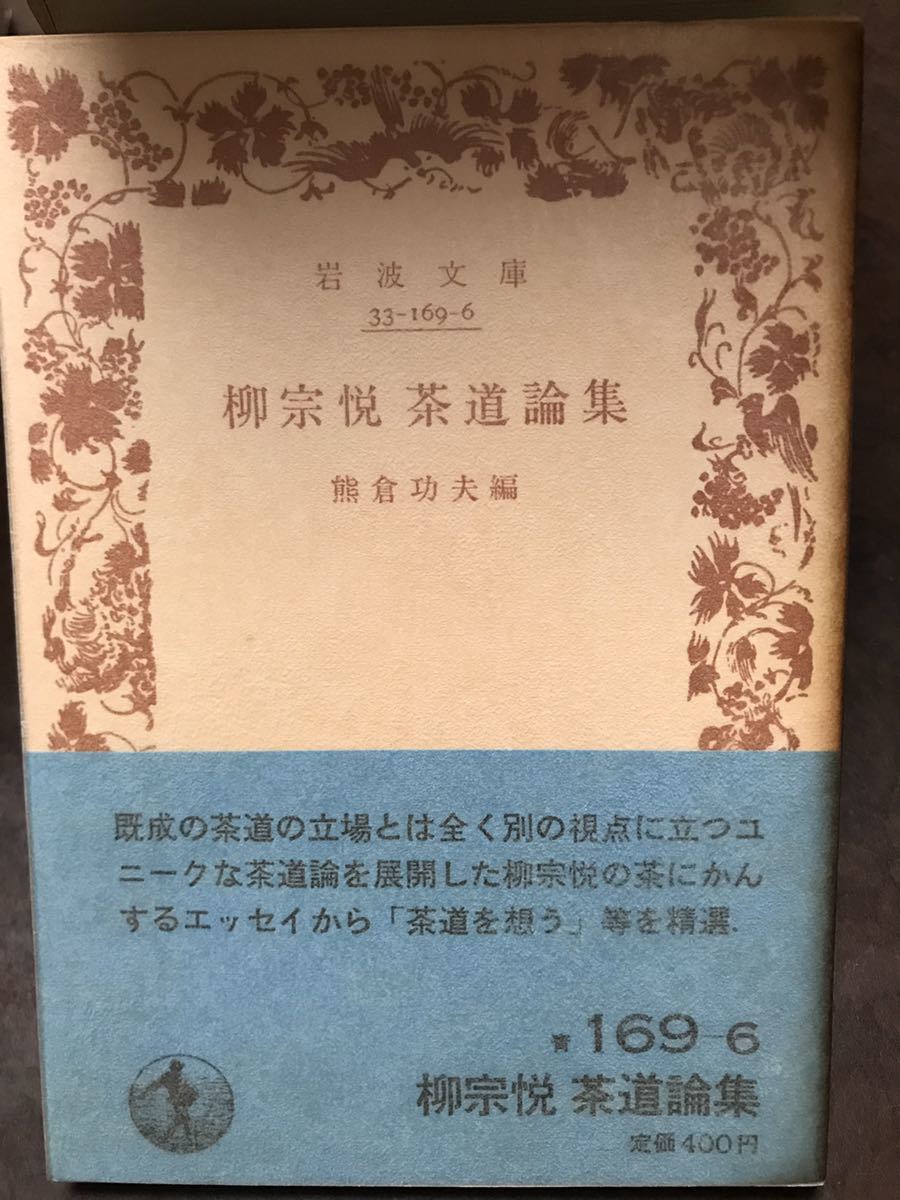 岩波文庫
33-169-6
柳宗悦 茶道論集
熊倉功夫編
既成の茶道の立場とは全く別の視点に立つユ
ニークな茶道論を展開した柳宗悦の茶にかん
するエッセイから「茶道を想う」等を精選.
青 169-6
柳宗悦 茶道論集
定価400円